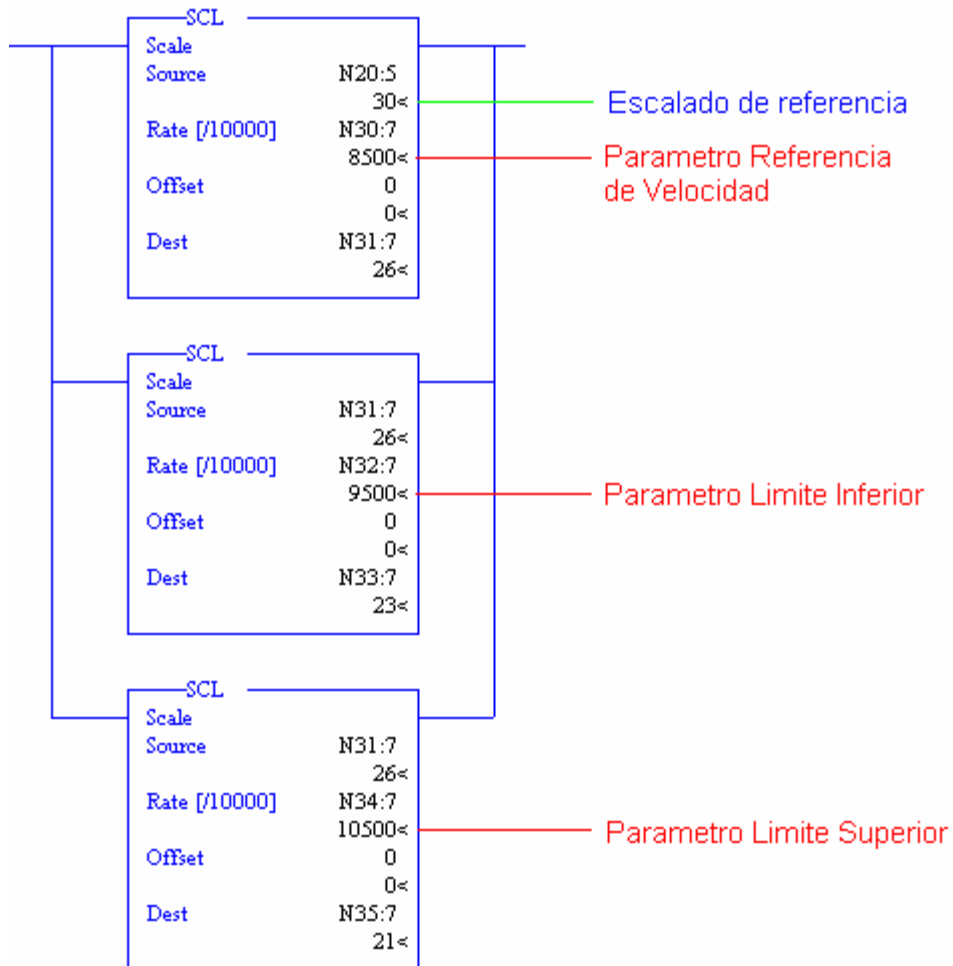 SCL
Scale
Source N20:5
30< Escalado de referencia
Rate [/10000] N30:7
8500< Parametro Referencia
de Velocidad
Offset 0
0<
Dest N31:7
26<
SCL
Scale
Source N31:7
26<
Rate [/10000] N32:7
9500< Parametro Limite Inferior
Offset 0
0<
Dest N33:7
23<
SCL
Scale
Source N31:7
26<
Rate [/10000] N34:7
10500< Parametro Limite Superior
Offset 0
0<
Dest N35:7
21<